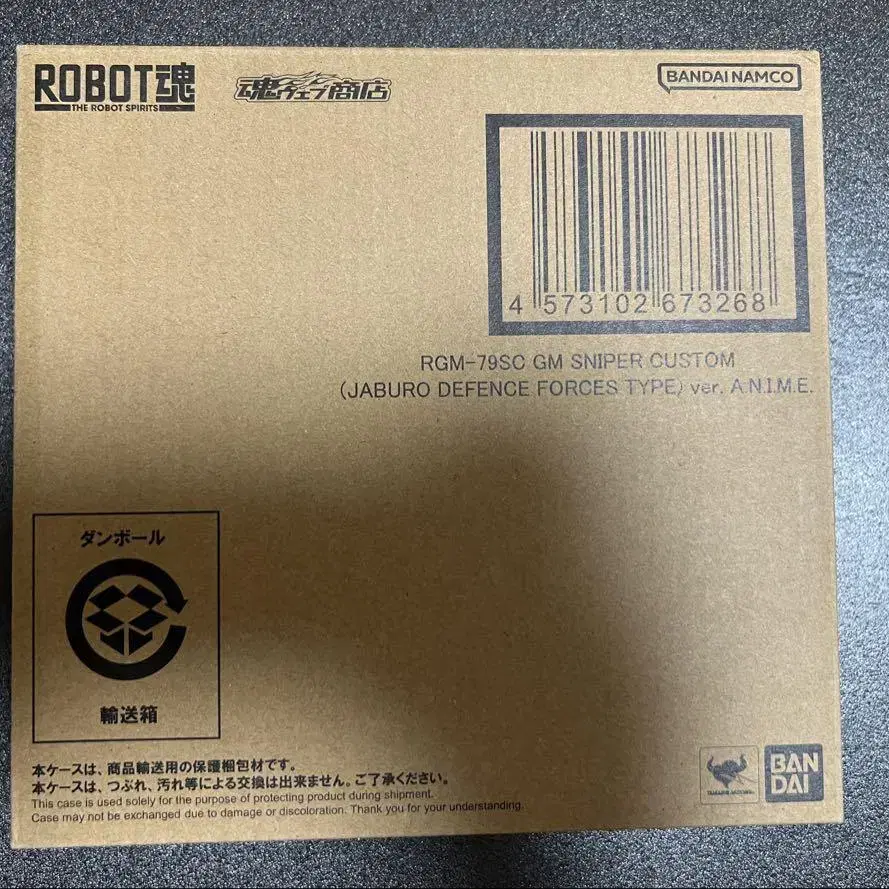 ROBOT魂
THE ROBOT SPIRITS
魂ウェブ商店
BANDAI NAMCO
4 573102 673268
RGM-79SC GM SNIPER CUSTOM
(JABURO DEFENCE FORCES TYPE) ver. A.N.I.M.E.
ダンボール
輸送箱
本ケースは、商品輸送用の保護梱包材です。
本ケースは、つぶれ、汚れ等による交換は出来ません。ご了承ください。
This case is used solely for the purpose of protecting product during shipment.
Case may not be exchanged due to damage or discoloration. Thank you for your understanding.
TAMASHII NATIONS
BAN
DAI